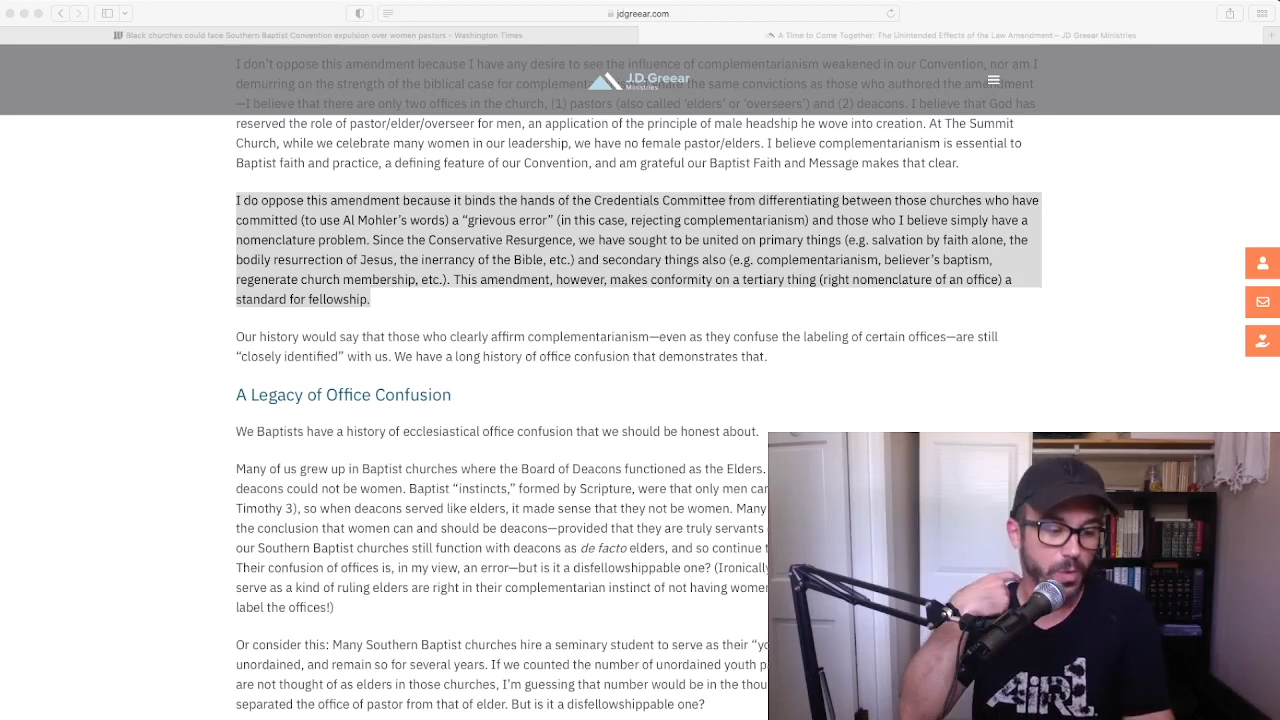 jdgreear.com
Black churches could face Southern Baptist Convention expulsion over women pastors - Washington Times
A Time to Come Together: The Unintended Effects of the Law Amendment – JD Greear Ministries
I don't oppose this amendment because I have any desire to see the influence of complementarianism weakened in our Convention, nor am I
demurring on the strength of the biblical case for complementarianism. I share the same convictions as those who authored the amendment
J.D. Greear
Ministries
—I believe that there are only two offices in the church, (1) pastors (also called 'elders' or 'overseers') and (2) deacons. I believe that God has
reserved the role of pastor/elder/overseer for men, an application of the principle of male headship he wove into creation. At The Summit
Church, while we celebrate many women in our leadership, we have no female pastor/elders. I believe complementarianism is essential to
Baptist faith and practice, a defining feature of our Convention, and am grateful our Baptist Faith and Message makes that clear.
I do oppose this amendment because it binds the hands of the Credentials Committee from differentiating between those churches who have
committed (to use Al Mohler's words) a “grievous error” (in this case, rejecting complementarianism) and those who I believe simply have a
nomenclature problem. Since the Conservative Resurgence, we have sought to be united on primary things (e.g. salvation by faith alone, the
bodily resurrection of Jesus, the inerrancy of the Bible, etc.) and secondary things also (e.g. complementarianism, believer's baptism,
regenerate church membership, etc.). This amendment, however, makes conformity on a tertiary thing (right nomenclature of an office) a
standard for fellowship.
Our history would say that those who clearly affirm complementarianism—even as they confuse the labeling of certain offices—are still
“closely identified” with us. We have a long history of office confusion that demonstrates that.
A Legacy of Office Confusion
We Baptists have a history of ecclesiastical office confusion that we should be honest about.
Many of us grew up in Baptist churches where the Board of Deacons functioned as the Elders.
deacons could not be women. Baptist “instincts,” formed by Scripture, were that only men
Timothy 3), so when deacons served like elders, it made sense that they not be women. Many
the conclusion that women can and should be deacons—provided that they are truly servants
our Southern Baptist churches still function with deacons as de facto elders, and so continue
Their confusion of offices is, in my view, an error—but is it a disfellowshippable one? (Ironically
serve as a kind of ruling elders are right in their complementarian instinct of not having women
label the offices!)
Or consider this: Many Southern Baptist churches hire a seminary student to serve as their
unordained, and remain so for several years. If we counted the number of unordained youth
are not thought of as elders in those churches, I'm guessing that number would be in the
separated the office of pastor from that of elder. But is it a disfellowshippable one?
AiR1